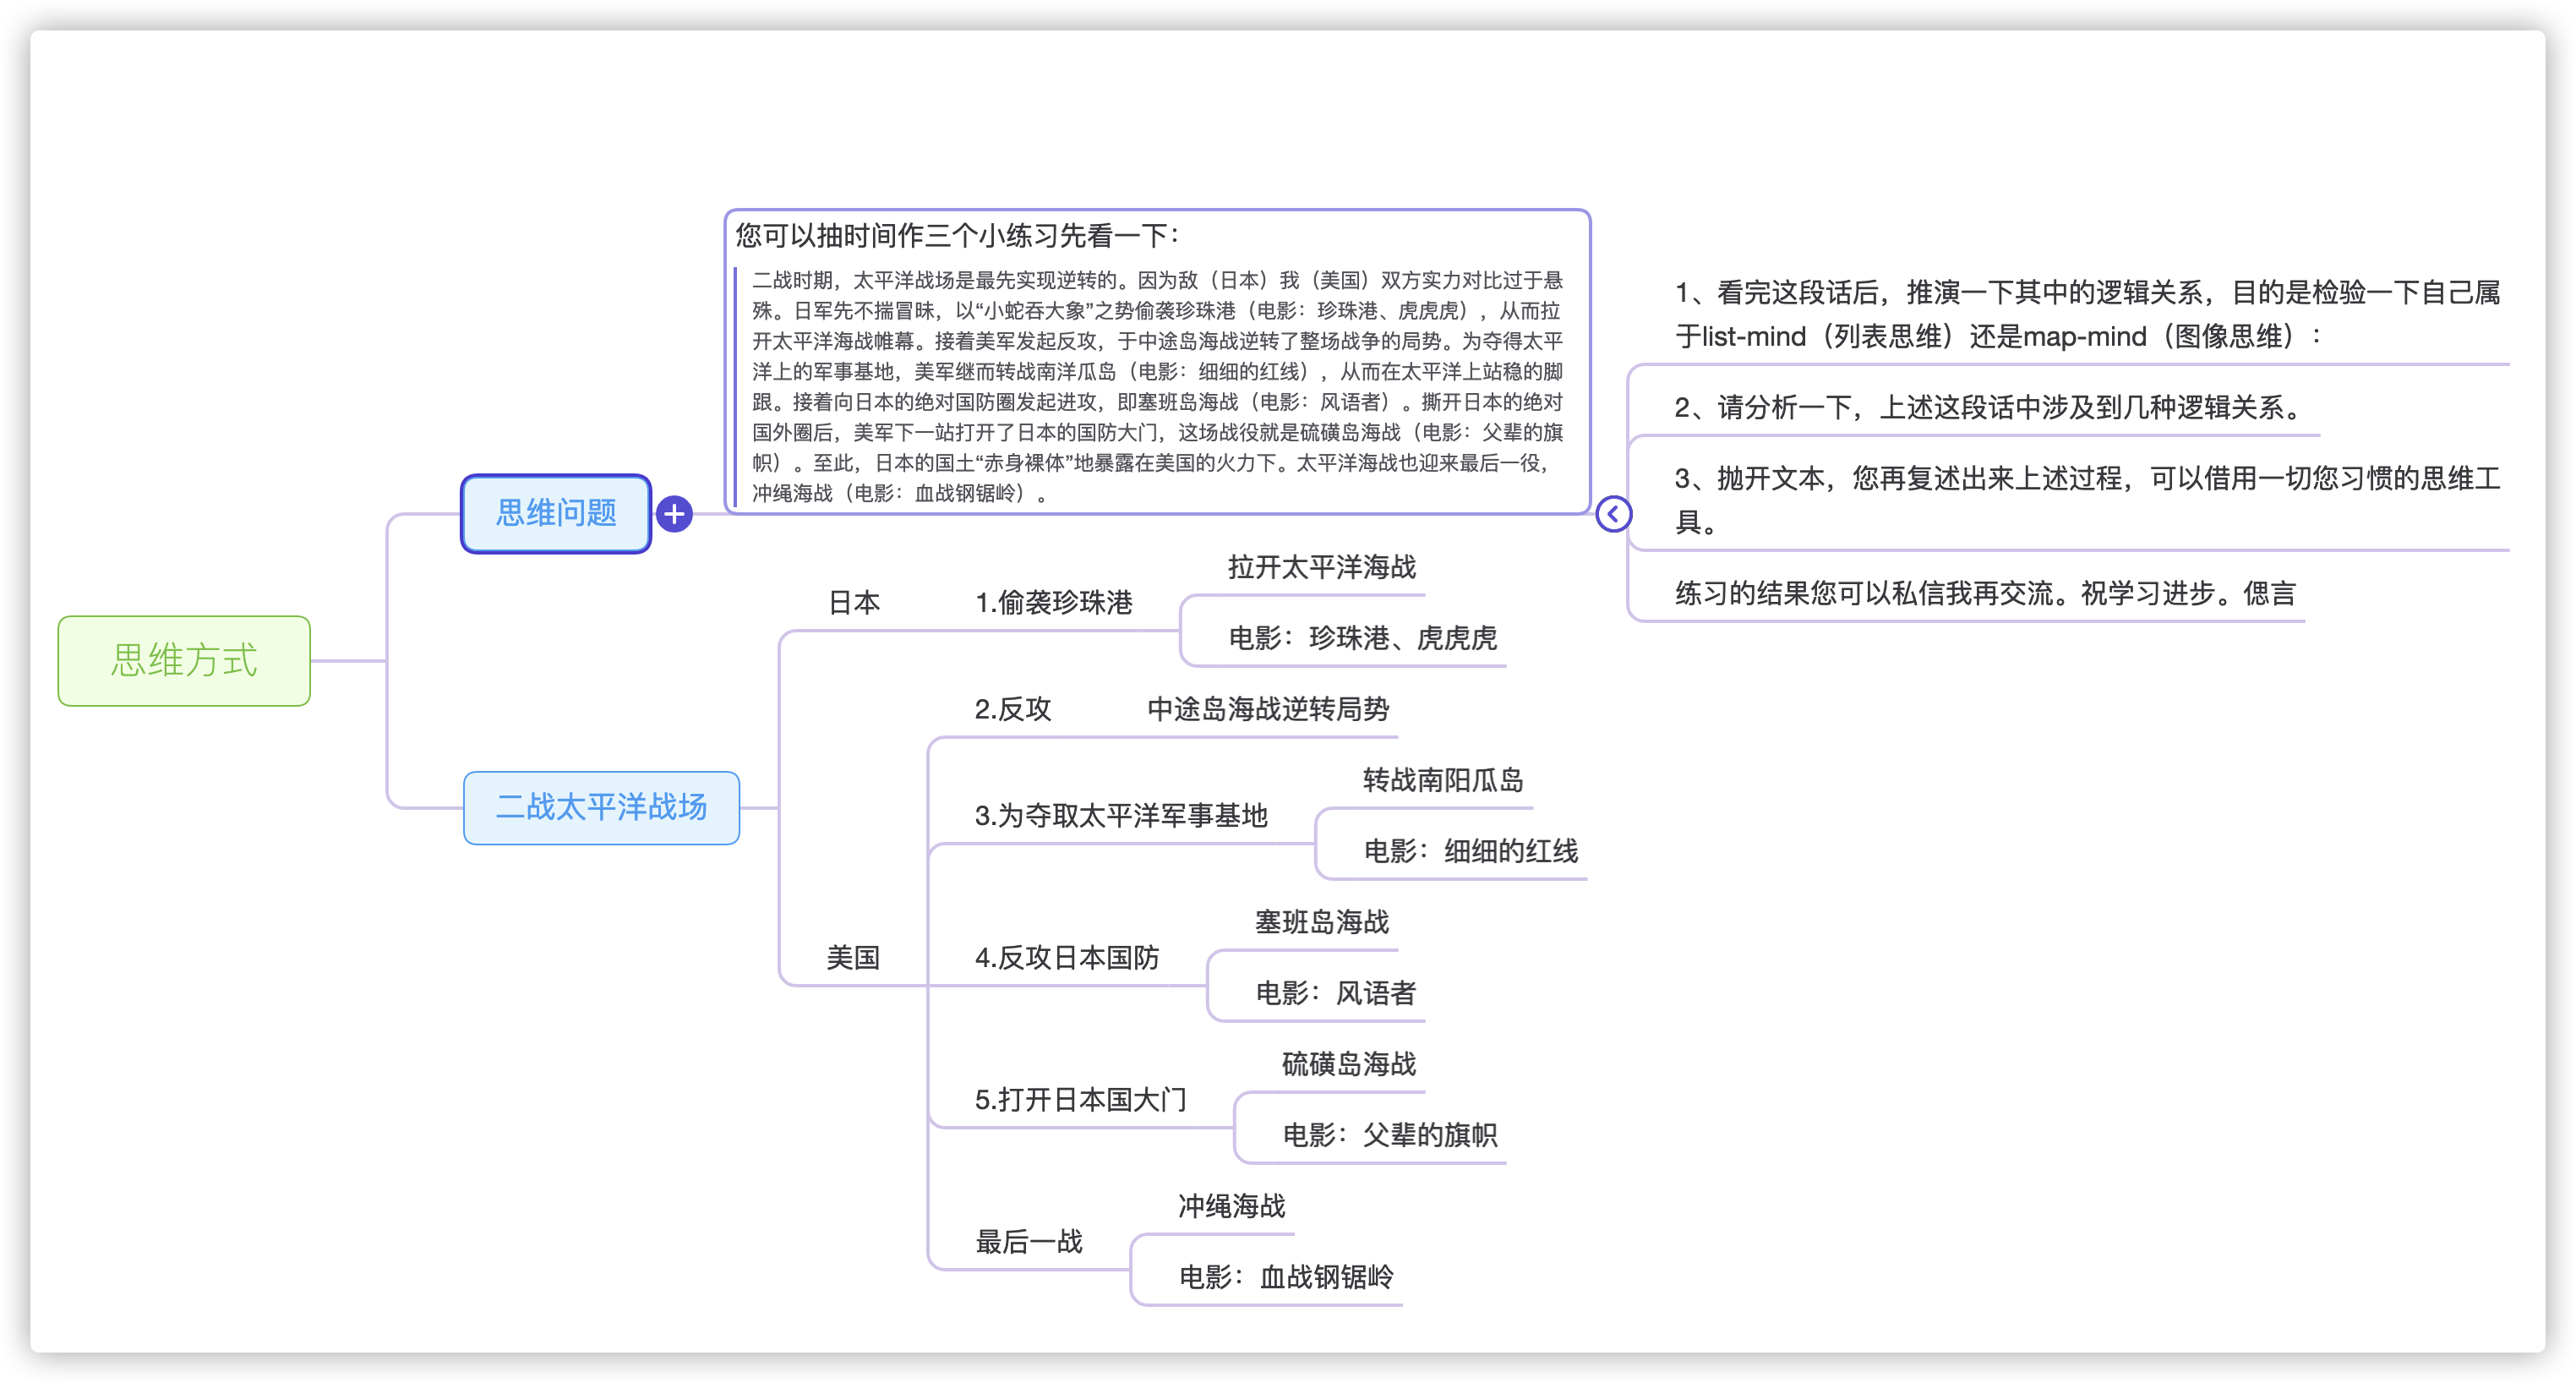 思维方式
思维问题
您可以抽时间作三个小练习先看一下：
二战时期，太平洋战场是最先实现逆转的。因为敌（日本）我（美国）双方实力对比过于悬
殊。日军先不揣冒昧，以“小蛇吞大象”之势偷袭珍珠港（电影：珍珠港、虎虎虎），从而拉
开太平洋海战帷幕。接着美军发起反攻，于中途岛海战逆转了整场战争的局势。为夺得太平
洋上的军事基地，美军继而转战南洋瓜岛（电影：细细的红线），从而在太平洋上站稳的脚
跟。接着向日本的绝对国防圈发起进攻，即塞班岛海战（电影：风语者）。撕开日本的绝对
国外圈后，美军下一站打开了日本的国防大门，这场战役就是硫磺岛海战（电影：父辈的旗
帜）。至此，日本的国土“赤身裸体”地暴露在美国的火力下。太平洋海战也迎来最后一役，
冲绳海战（电影：血战钢锯岭）。
1、看完这段话后，推演一下其中的逻辑关系，目的是检验一下自己属
于list-mind（列表思维）还是map-mind（图像思维）：
2、请分析一下，上述这段话中涉及到几种逻辑关系。
3、抛开文本，您再复述出来上述过程，可以借用一切您习惯的思维工
具。
练习的结果您可以私信我再交流。祝学习进步。偲言
二战太平洋战场
日本
1.偷袭珍珠港
拉开太平洋海战
电影：珍珠港、虎虎虎
美国
2.反攻
中途岛海战逆转局势
3.为夺取太平洋军事基地
转战南阳瓜岛
电影：细细的红线
4.反攻日本国防
塞班岛海战
电影：风语者
5.打开日本国大门
硫磺岛海战
电影：父辈的旗帜
最后一战
冲绳海战
电影：血战钢锯岭